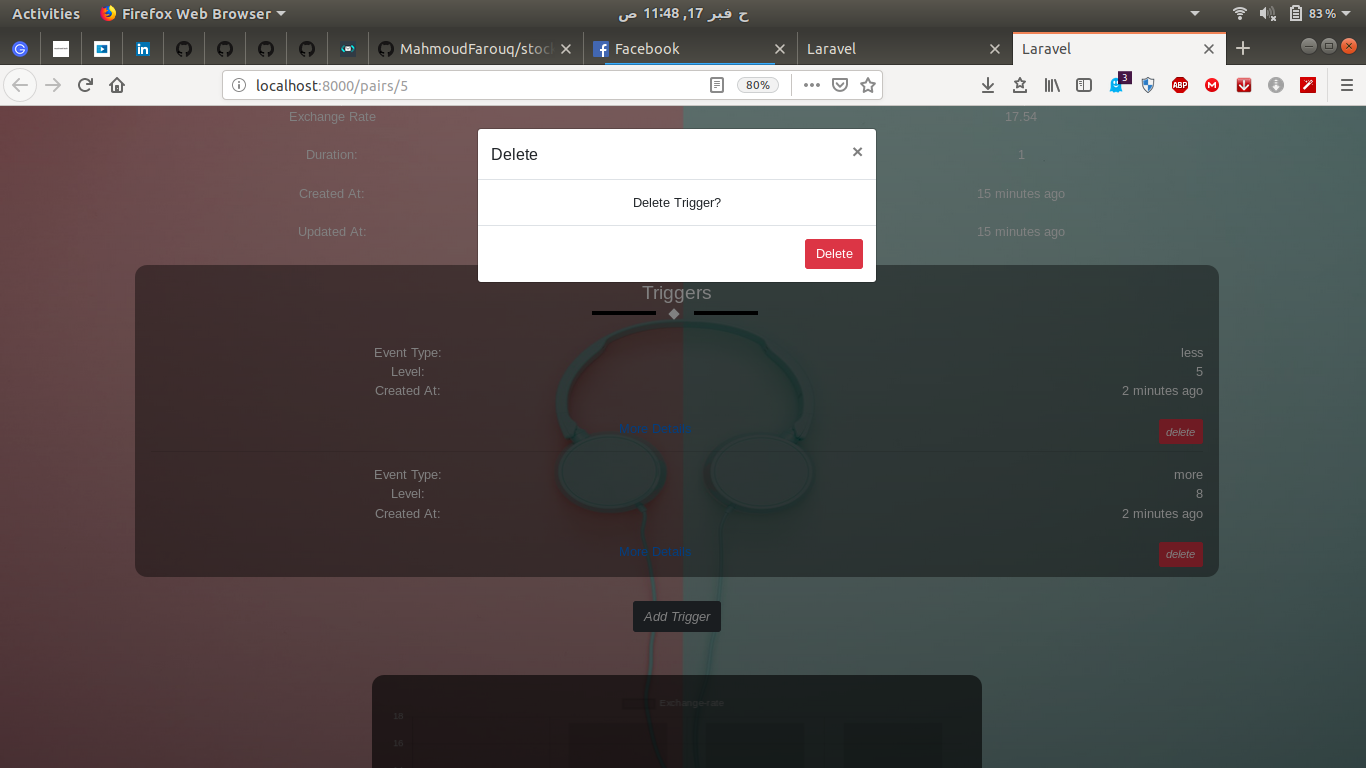 Activities Firefox Web Browser ح فبر 17, 11:48 ص 83 %
MahmoudFarouq/stock Facebook Laravel Laravel
localhost:8000/pairs/5 80% 3 ABP
Exchange Rate 17.54
Delete ×
Duration: 1
Created At: 15 minutes ago
Delete Trigger?
Updated At: 15 minutes ago
Delete
Triggers
Event Type: less
Level: 5
Created At: 2 minutes ago
More Details delete
Event Type: more
Level: 8
Created At: 2 minutes ago
More Details delete
Add Trigger
Exchange-rate
18
16